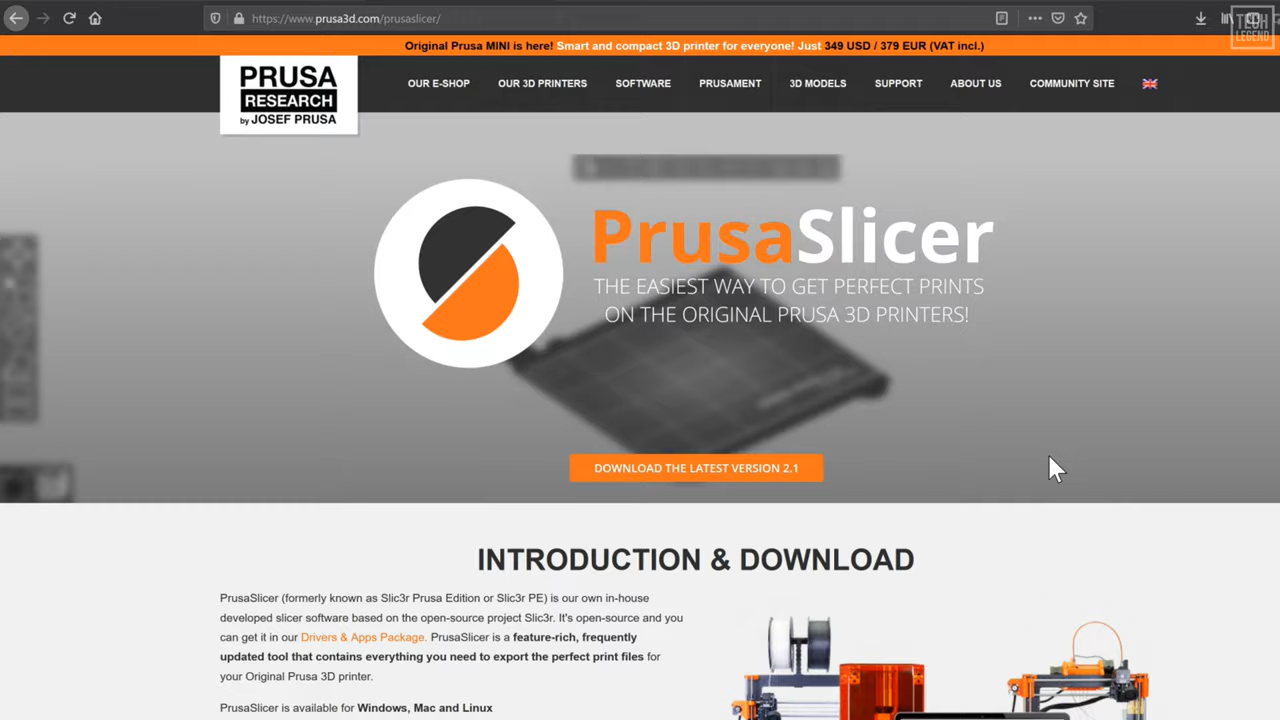 https://www.prusa3d.com/prusaslicer/
TECH
LEGEND
Original Prusa MINI is here! Smart and compact 3D printer for everyone! Just 349 USD / 379 EUR (VAT incl.)
PRUSA
RESEARCH
by JOSEF PRUSA
OUR E-SHOP OUR 3D PRINTERS SOFTWARE PRUSAMENT 3D MODELS SUPPORT ABOUT US COMMUNITY SITE
PrusaSlicer
THE EASIEST WAY TO GET PERFECT PRINTS
ON THE ORIGINAL PRUSA 3D PRINTERS!
DOWNLOAD THE LATEST VERSION 2.1
INTRODUCTION & DOWNLOAD
PrusaSlicer (formerly known as Slic3r Prusa Edition or Slic3r PE) is our own in-house
developed slicer software based on the open-source project Slic3r. It's open-source and you
can get it in our Drivers & Apps Package. PrusaSlicer is a feature-rich, frequently
updated tool that contains everything you need to export the perfect print files for
your Original Prusa 3D printer.
PrusaSlicer is available for Windows, Mac and Linux